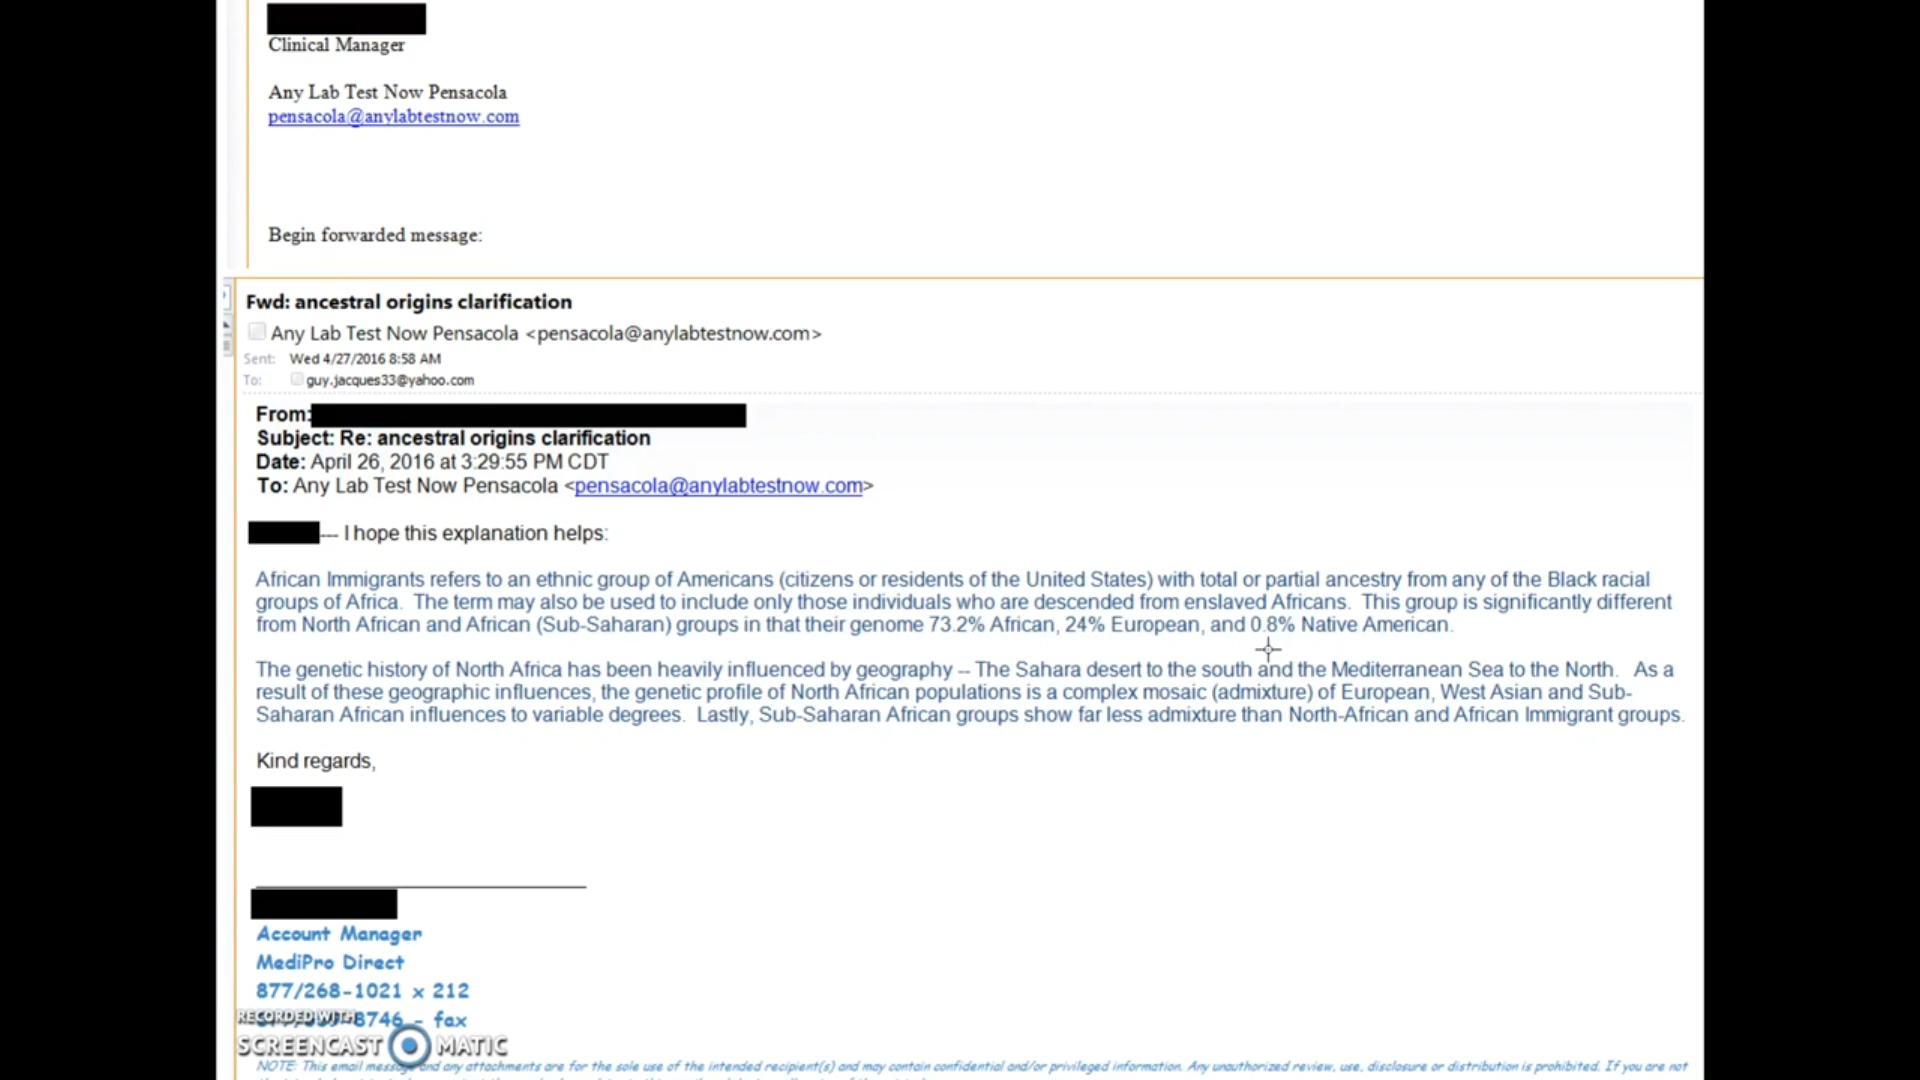 Clinical Manager
Any Lab Test Now Pensacola
pensacola@anylabtestnow.com
Begin forwarded message:
Fwd: ancestral origins clarification
Any Lab Test Now Pensacola <pensacola@anylabtestnow.com>
Sent: Wed 4/27/2016 8:58 AM
To: guy.jacques33@yahoo.com
From:
Subject: Re: ancestral origins clarification
Date: April 26, 2016 at 3:29:55 PM CDT
To: Any Lab Test Now Pensacola <pensacola@anylabtestnow.com>
--- I hope this explanation helps:
African Immigrants refers to an ethnic group of Americans (citizens or residents of the United States) with total or partial ancestry from any of the Black racial
groups of Africa. The term may also be used to include only those individuals who are descended from enslaved Africans. This group is significantly different
from North African and African (Sub-Saharan) groups in that their genome 73.2% African, 24% European, and 0.8% Native American.
The genetic history of North Africa has been heavily influenced by geography -- The Sahara desert to the south and the Mediterranean Sea to the North. As a
result of these geographic influences, the genetic profile of North African populations is a complex mosaic (admixture) of European, West Asian and Sub-
Saharan African influences to variable degrees. Lastly, Sub-Saharan African groups show far less admixture than North-African and African Immigrant groups.
Kind regards,
Account Manager
MediPro Direct
877/268-1021 x 212
8746 - fax
RECORDED WITH
SCREENCAST MATIC
NOTE: This email message and any attachments are for the sole use of the intended recipient(s) and may contain confidential and/or privileged information. Any unauthorized review, use, disclosure or distribution is prohibited. If you are not